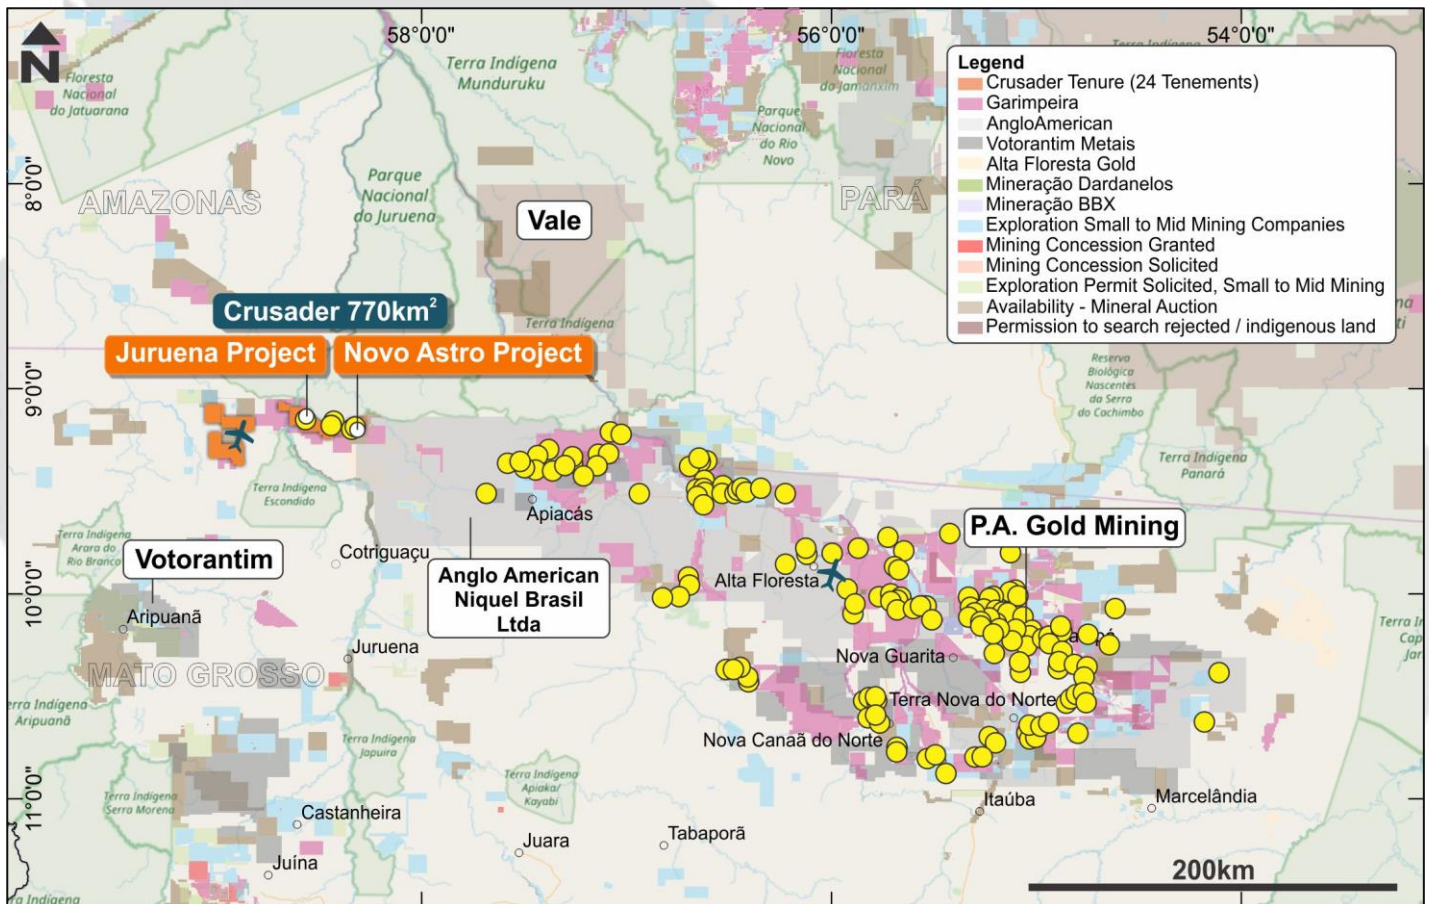 58°0'0"
56°0'0"
54°0'0"
N
Floresta
Nacional
do Jatuarana
Terra Indígena
Munduruku
Floresta
Nacional
do Jamanxim
Terra Indígena
Parque
Nacional
do Rio
Novo
Legend
Crusader Tenure (24 Tenements)
Garimpeira
AngloAmerican
Votorantim Metais
Alta Floresta Gold
Mineração Dardanelos
Mineração BBX
Exploration Small to Mid Mining Companies
Mining Concession Granted
Mining Concession Solicited
Exploration Permit Solicited, Small to Mid Mining
Availability - Mineral Auction
Permission to search rejected / indigenous land
8°0'0"
AMAZONAS
Parque
Nacional
do Juruena
Vale
PARÁ
Crusader 770km²
Juruena Project
Novo Astro Project
Terra Indígena
Reserva
Biológica
Nascentes
da Serra
do Cachimbo
9°0'0"
Terra Indígena
Escondido
Terra Indígena
Panará
Apiacás
P.A. Gold Mining
Terra Indígena
Arara do
Rio Branco
Votorantim
Cotriguaçu
Anglo American
Niquel Brasil
Ltda
Alta Floresta
10°0'0"
Aripuanã
MATO GROSSO
Juruena
Nova Guarita
Terra Nova do Norte
Nova Canaã do Norte
Terra Indígena
Japuira
Terra Indígena
Apiaka/
Kayabi
Terra Indígena
Serra Morena
11°0'0"
Castanheira
Juína
Juara
Tabaporã
Itaúba
Marcelândia
200km